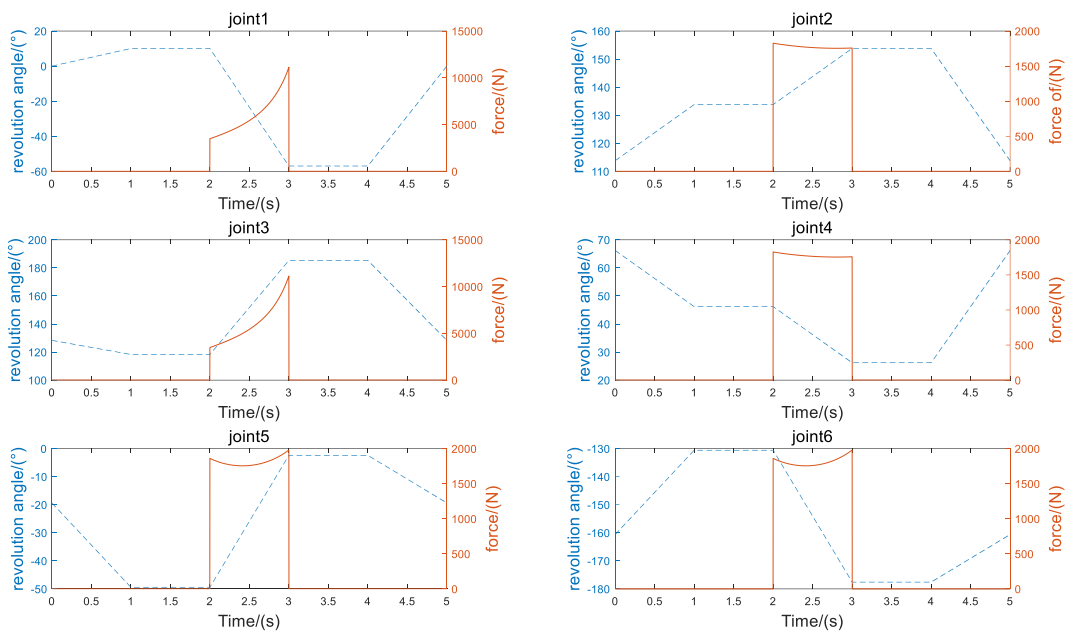 joint1
revolution angle/(°)
20
0
-20
-40
-60
15000
10000
5000
0
force/(N)
0 0.5 1 1.5 2 2.5 3 3.5 4 4.5 5
Time/(s)
joint2
revolution angle/(°)
160
150
140
130
120
110
2000
1500
1000
500
0
force of/(N)
0 0.5 1 1.5 2 2.5 3 3.5 4 4.5 5
Time/(s)
joint3
revolution angle/(°)
200
180
160
140
120
100
15000
10000
5000
0
force/(N)
0 0.5 1 1.5 2 2.5 3 3.5 4 4.5 5
Time/(s)
joint4
revolution angle/(°)
70
60
50
40
30
20
2000
1500
1000
500
0
force/(N)
0 0.5 1 1.5 2 2.5 3 3.5 4 4.5 5
Time/(s)
joint5
revolution angle/(°)
0
-10
-20
-30
-40
-50
2000
1500
1000
500
0
force/(N)
0 0.5 1 1.5 2 2.5 3 3.5 4 4.5 5
Time/(s)
joint6
revolution angle/(°)
-130
-140
-150
-160
-170
-180
2000
1500
1000
500
0
force/(N)
0 0.5 1 1.5 2 2.5 3 3.5 4 4.5 5
Time/(s)